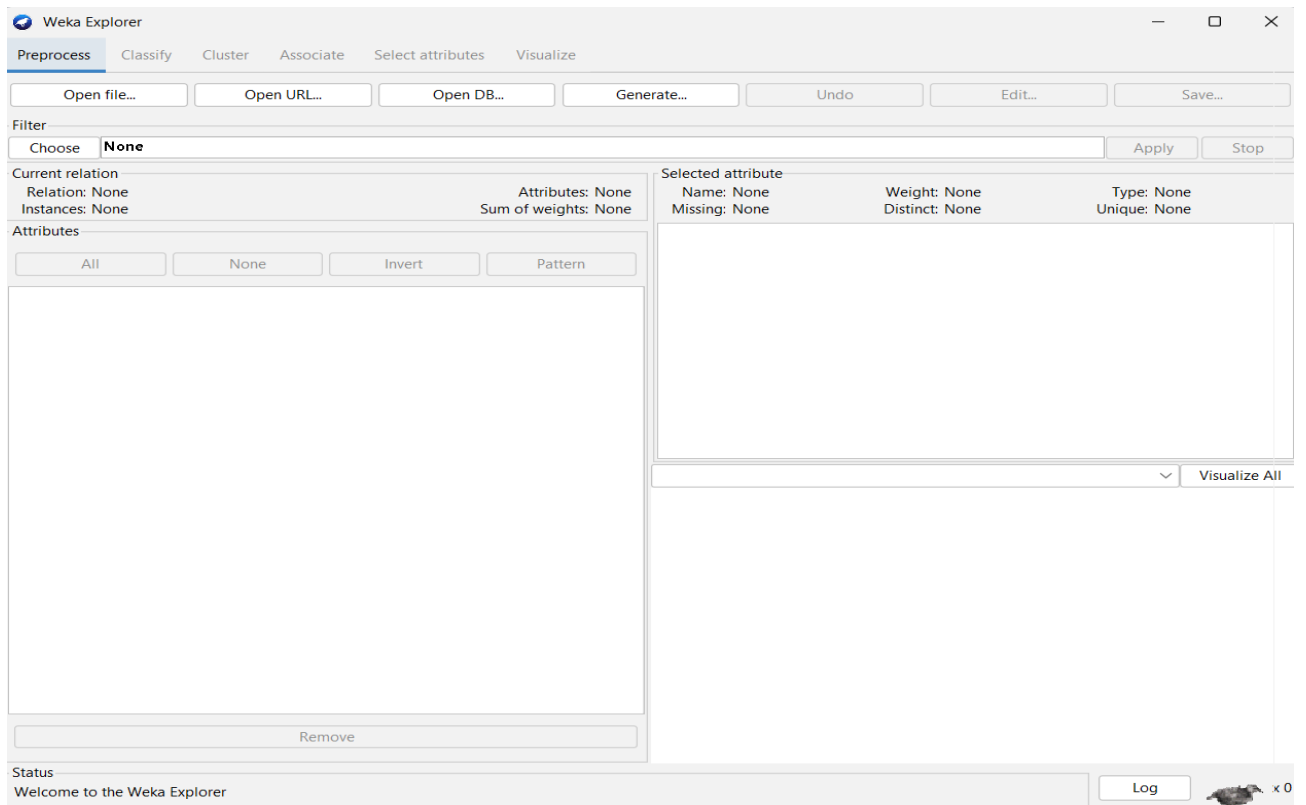 Weka Explorer
Preprocess Classify Cluster Associate Select attributes Visualize
Open file... Open URL... Open DB... Generate... Undo Edit... Save...
Filter
Choose None Apply Stop
Current relation
Relation: None Attributes: None
Instances: None Sum of weights: None
Attributes
All None Invert Pattern
Remove
Selected attribute
Name: None Weight: None Type: None
Missing: None Distinct: None Unique: None
Visualize All
Status
Welcome to the Weka Explorer
Log x 0